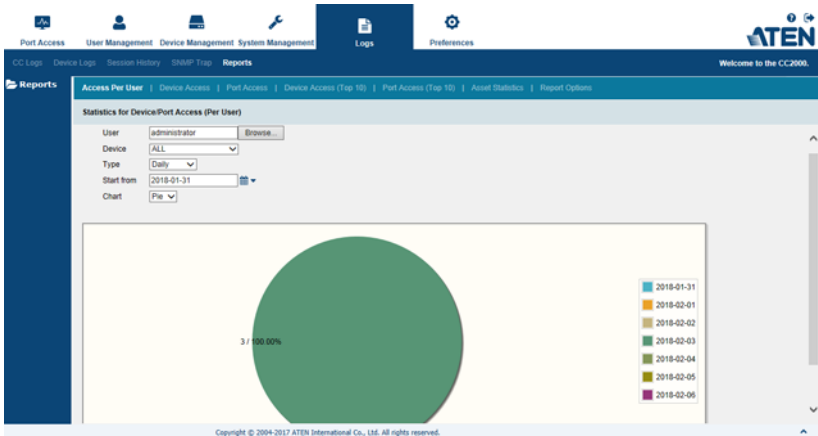 Port Access User Management Device Management System Management Logs Preferences
ATEN
CC Logs Device Logs Session History SNMP Trap Reports Welcome to the CC2000.
Reports
Access Per User | Device Access | Port Access | Device Access (Top 10) | Port Access (Top 10) | Asset Statistics | Report Options
Statistics for Device/Port Access (Per User)
User administrator Browse...
Device ALL
Type Daily
Start from 2018-01-31
Chart Pie
3 / 100.00%
2018-01-31
2018-02-01
2018-02-02
2018-02-03
2018-02-04
2018-02-05
2018-02-06
Copyright © 2004-2017 ATEN International Co., Ltd. All rights reserved.